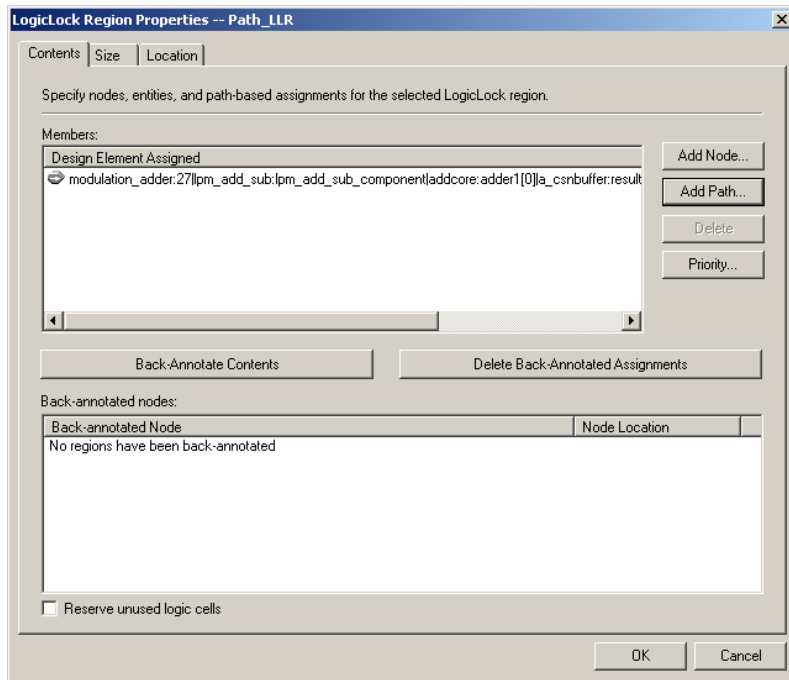 LogicLock Region Properties -- Path_LLR
Contents Size Location
Specify nodes, entities, and path-based assignments for the selected LogicLock region.
Members:
Design Element Assigned
modulation_adder:27|lpm_add_sub:lpm_add_sub_component|addcore:adder1[0]|a_csnbuffer:result
Add Node...
Add Path...
Delete
Priority...
Back-Annotate Contents Delete Back-Annotated Assignments
Back-annotated nodes:
Back-annotated Node Node Location
No regions have been back-annotated
Reserve unused logic cells
OK Cancel